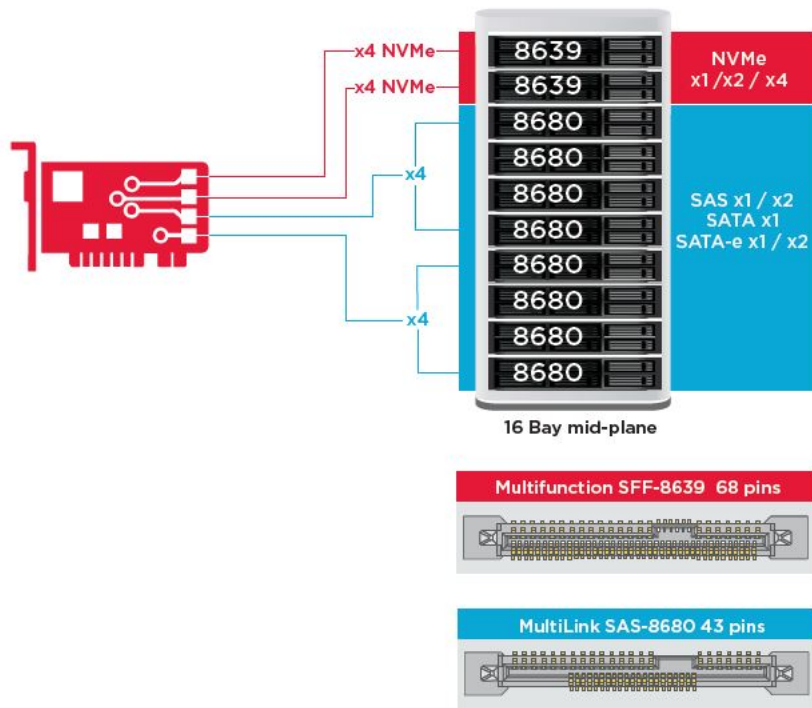 x4 NVMe
x4 NVMe
x4
x4
8639
8639
8680
8680
8680
8680
8680
8680
8680
8680
NVMe
x1 /x2 / x4
SAS x1 / x2
SATA x1
SATA-e x1 / x2
16 Bay mid-plane
Multifunction SFF-8639 68 pins
MultiLink SAS-8680 43 pins